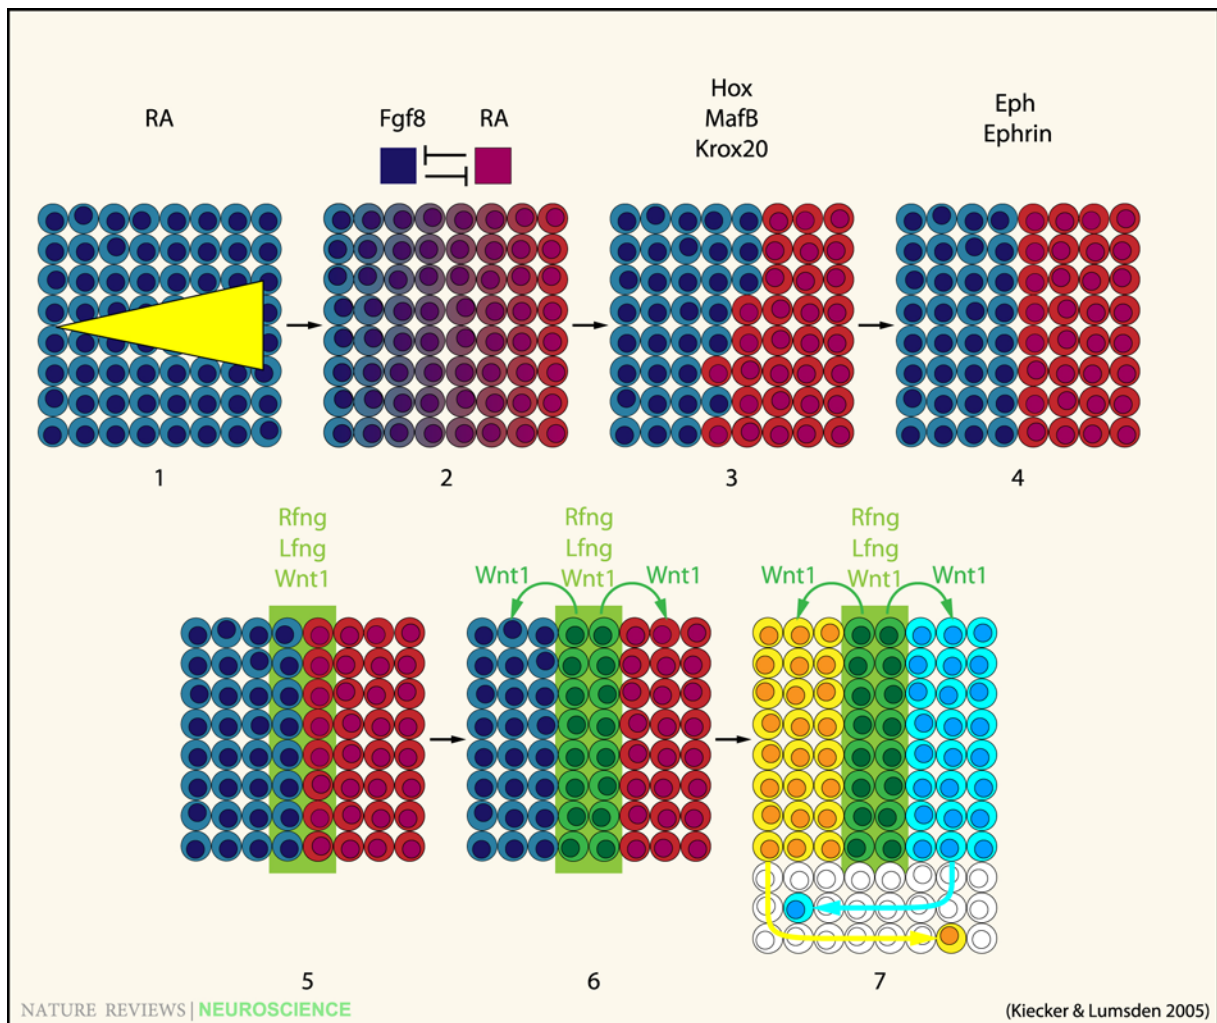 RA
Fgf8 RA
Hox
MafB
Krox20
Eph
Ephrin
1 2 3 4
Rfng
Lfng
Wnt1
Rfng
Lfng
Wnt1 Wnt1 Wnt1
Rfng
Lfng
Wnt1 Wnt1 Wnt1
5 6 7
NATURE REVIEWS | NEUROSCIENCE
(Kiecker & Lumsden 2005)